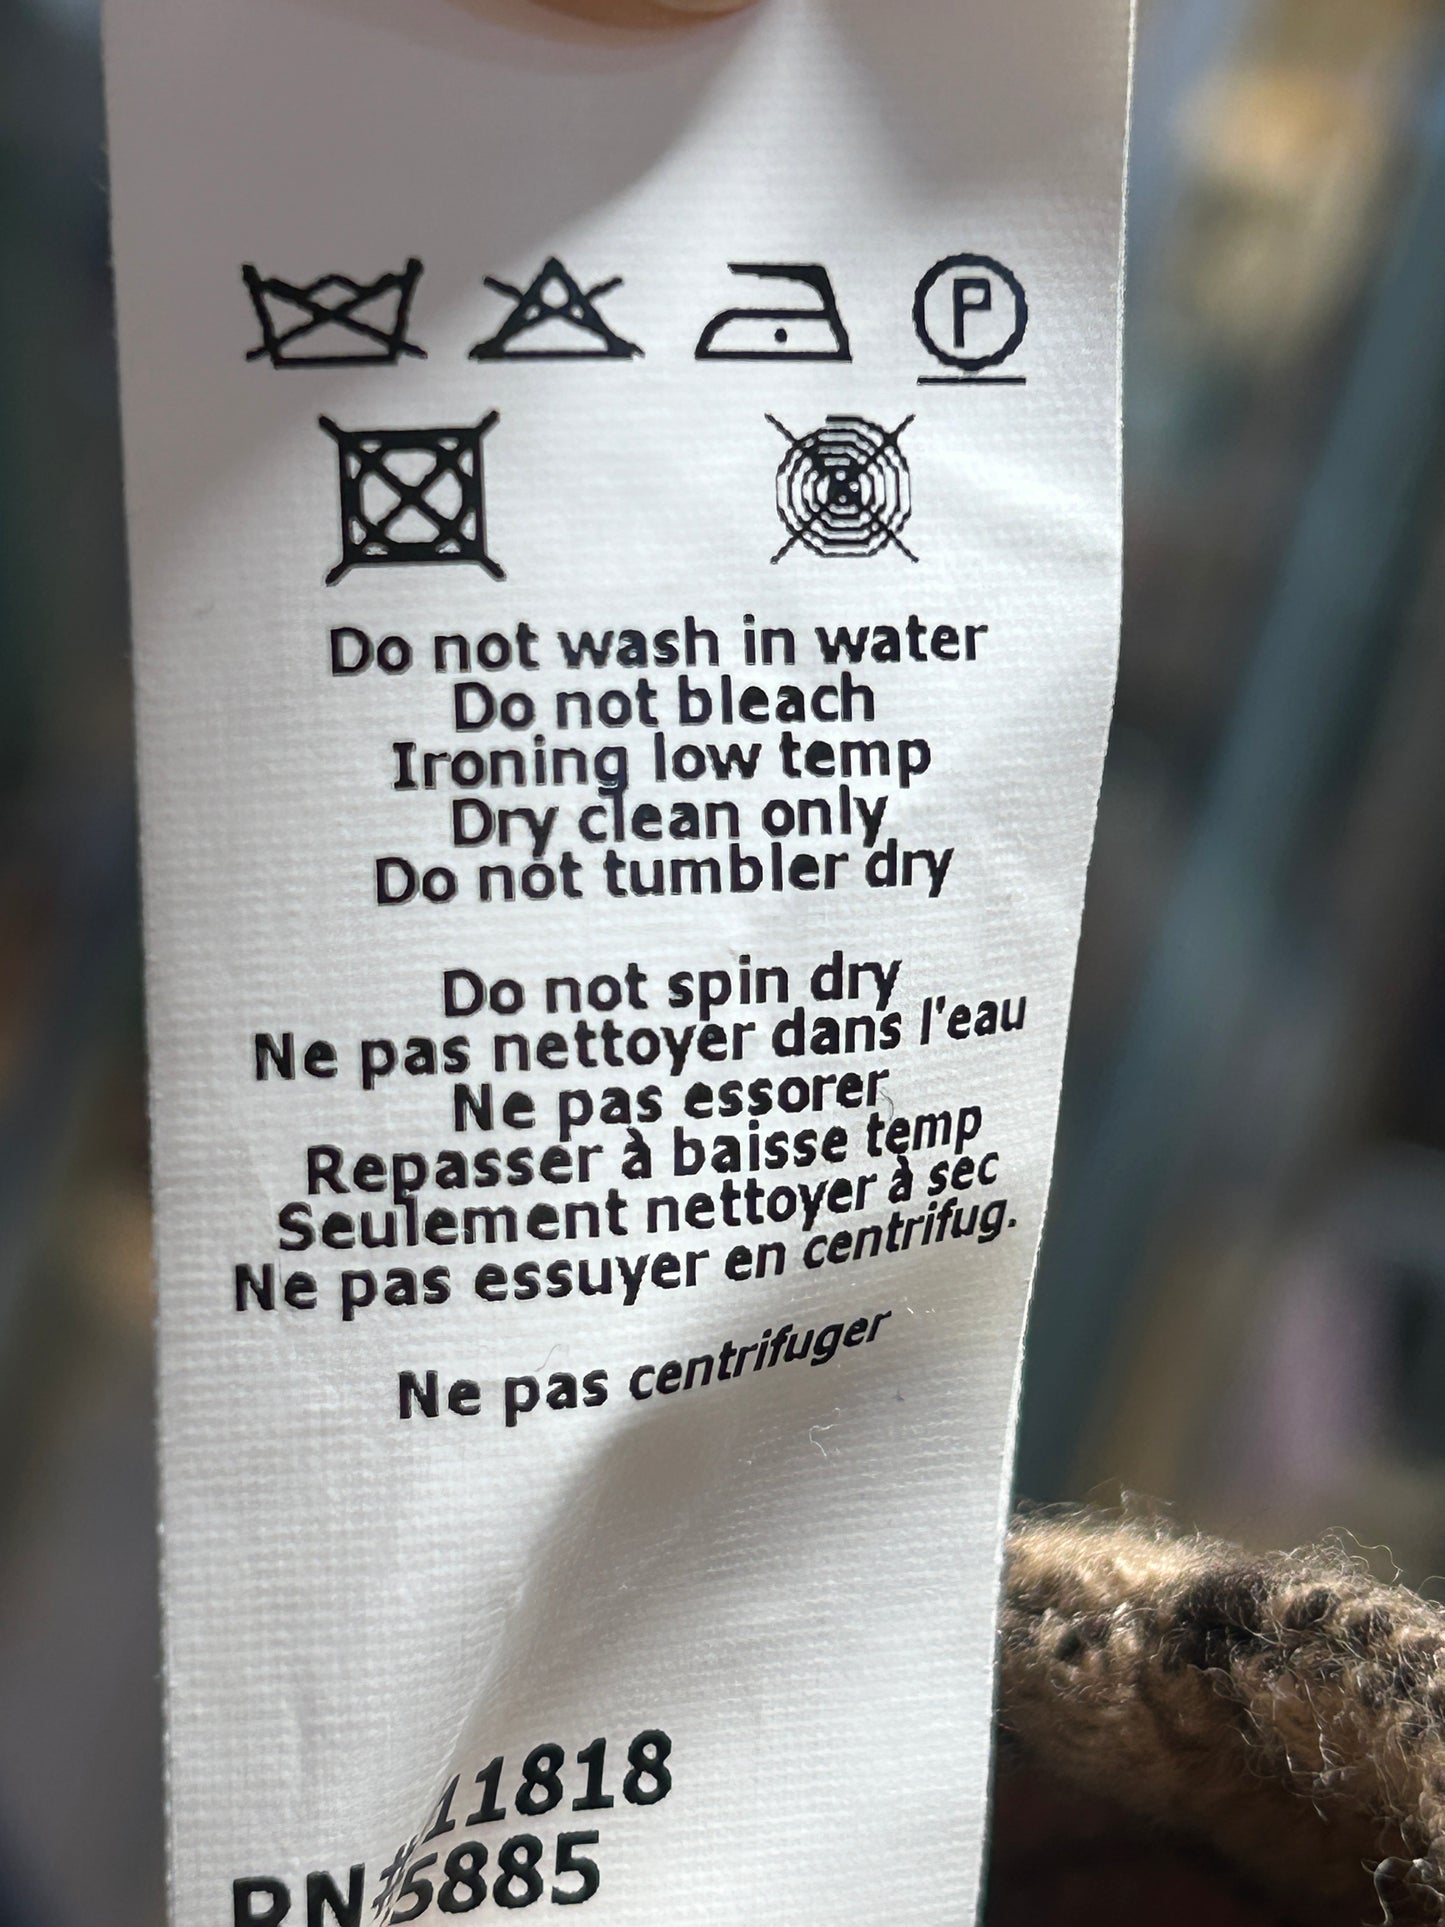 P
Do not wash in water
Do not bleach
Ironing low temp
Dry clean only
Do not tumbler dry
Do not spin dry
Ne pas nettoyer dans l'eau
Ne pas essorer
Repasser à baisse temp
Seulement nettoyer à sec
Ne pas essuyer en centrifug.
Ne pas centrifuger
11818
RN#5885